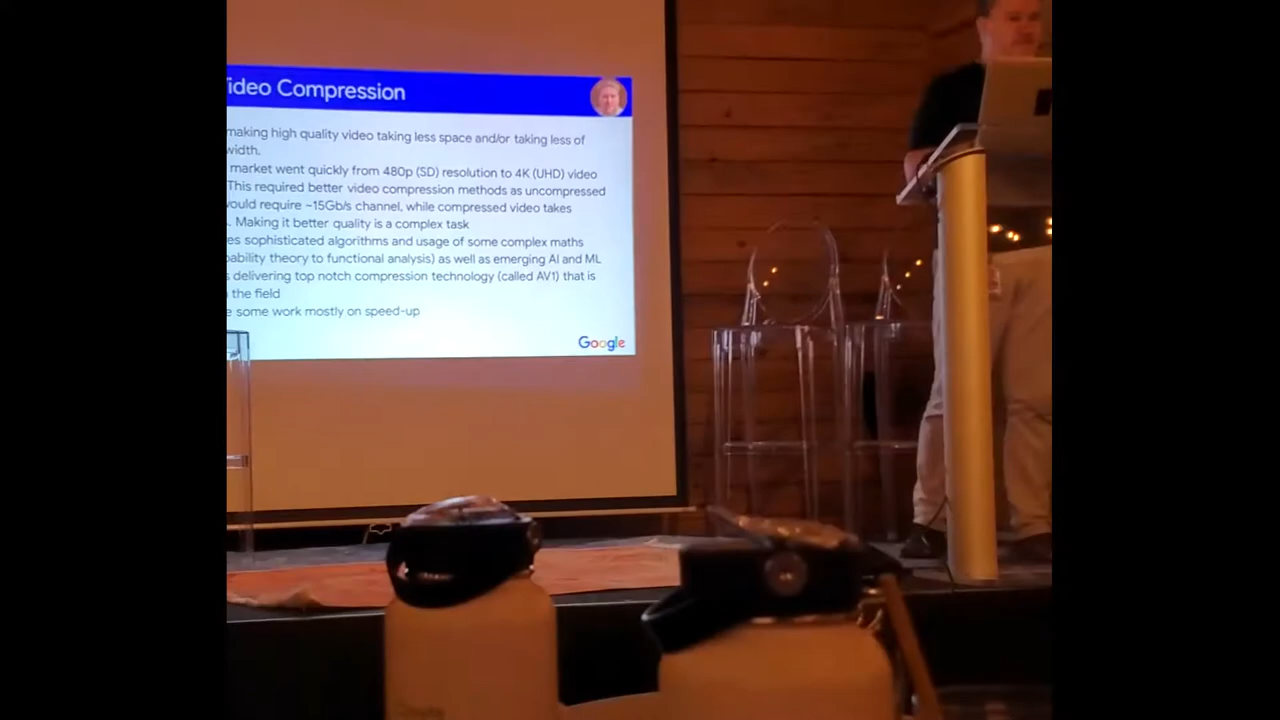 ideo Compression
making high quality video taking less space and/or taking less of
width.
market went quickly from 480p (SD) resolution to 4K (UHD) video
This required better video compression methods as uncompressed
ould require ~15Gb/s channel, while compressed video takes
. Making it better quality is a complex task
es sophisticated algorithms and usage of some complex maths
bability theory to functional analysis) as well as emerging AI and ML
s delivering top notch compression technology (called AV1) that is
the field
e some work mostly on speed-up
Google